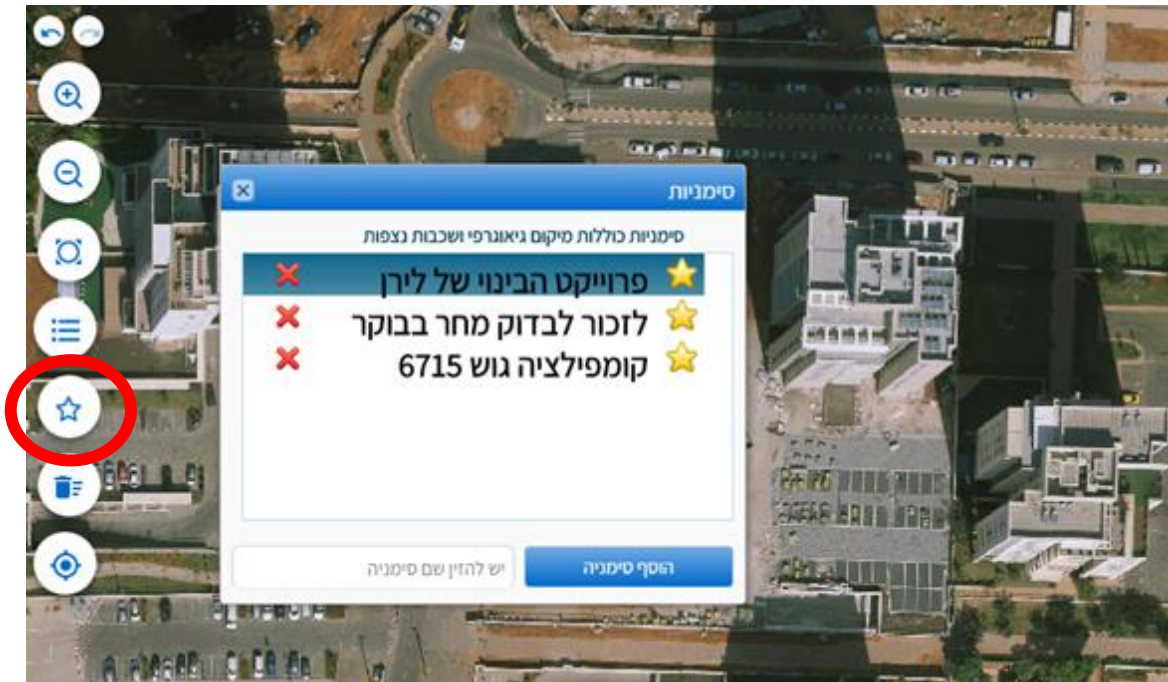 סימניות
סימניות כוללות מיקום גיאוגרפי ושכבות נצפות
פרוייקט הבינוי של לירן
לזכור לבדוק מחר בבוקר
קומפילציה גוש 6715
הוסף סימניה
יש להזין שם סימניה